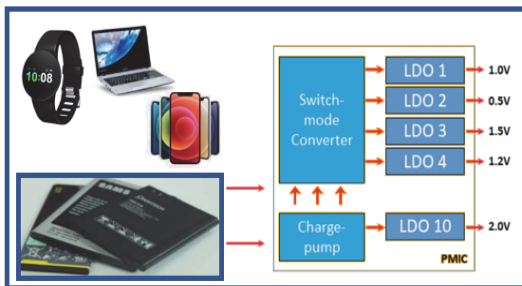 10:08
LDO 1
1.0V
LDO 2
0.5V
Switch-
mode
Converter
LDO 3
1.5V
LDO 4
1.2V
SAMS
Charge-
pump
LDO 10
2.0V
PMIC